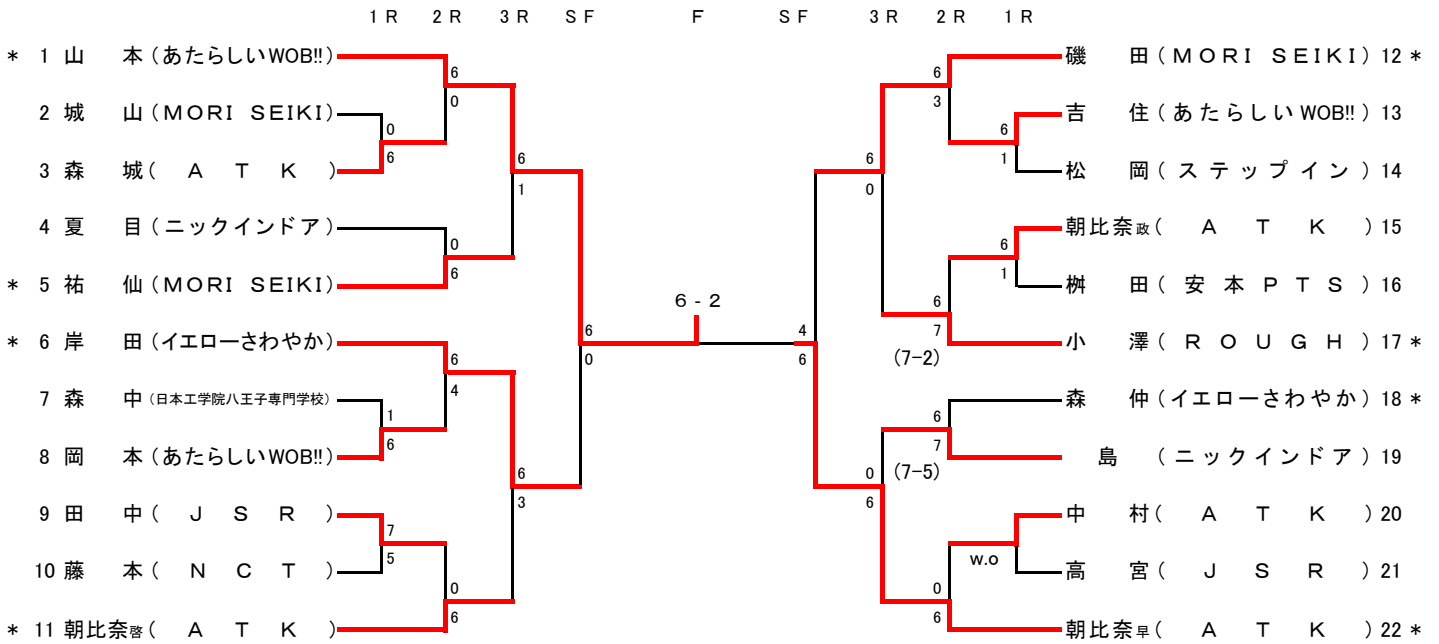 1R 2R 3R SF F SF 3R 2R 1R
* 1 山 本 (あたらしいWOB!!) 磯 田 (MORI SEIKI) 12 *
6 6
0 3
2 城 山 (MORI SEIKI) 吉 住 (あたらしいWOB!!) 13
0 6
6 1
3 森 城 ( A T K ) 松 岡 (ステップイン) 14
6 6
1 0
4 夏 目 (ニックインドア) 朝比奈政 ( A T K ) 15
0 6
6 1
* 5 祐 仙 (MORI SEIKI) 桝 田 (安本PTS) 16
6-2
6 7
6 4
0 6
(7-2)
* 6 岸 田 (イエローさわやか) 小 澤 (ROUGH) 17 *
6
4
7 森 中 (日本工学院八王子専門学校) 森 仲 (イエローさわやか) 18 *
1 6
6 7
(7-5)
8 岡 本 (あたらしいWOB!!) 島 (ニックインドア) 19
6 0
3 6
9 田 中 ( J S R ) 中 村 ( A T K ) 20
7
5 w.o
10 藤 本 ( N C T ) 高 宮 ( J S R ) 21
0 0
6 6
* 11 朝比奈啓 ( A T K ) 朝比奈早 ( A T K ) 22 *